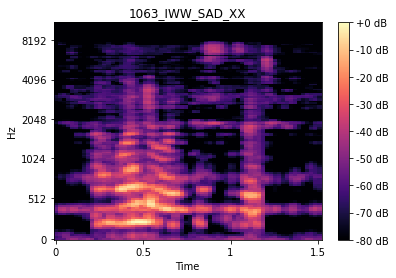 1063_IWW_SAD_XX
8192
4096
2048
1024
512
0
Hz
0
0.5
1
1.5
Time
+0 dB
-10 dB
-20 dB
-30 dB
-40 dB
-50 dB
-60 dB
-70 dB
-80 dB